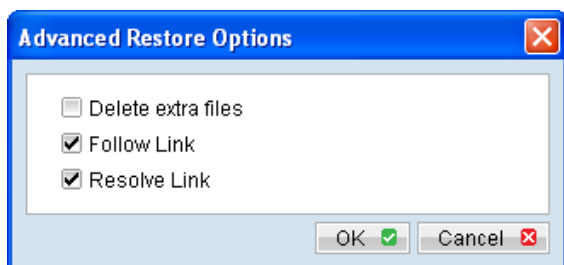 Advanced Restore Options
Delete extra files
Follow Link
Resolve Link
OK Cancel